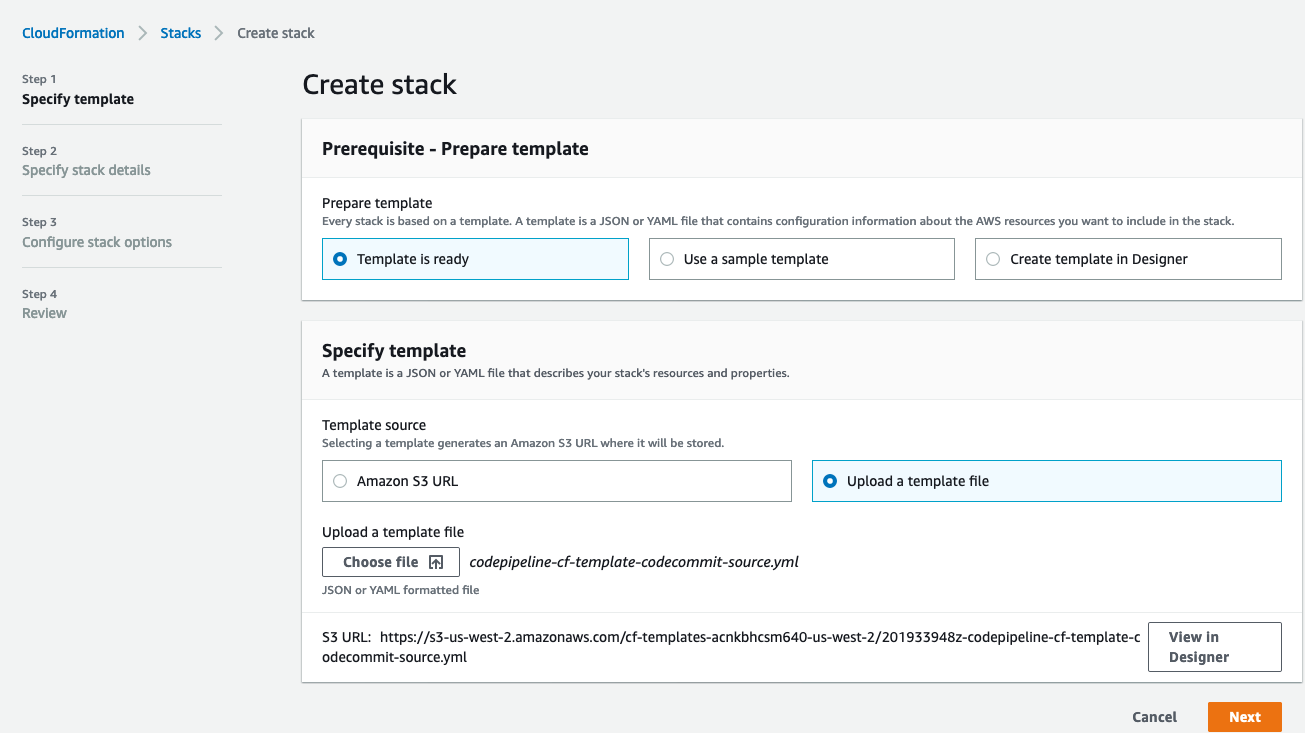 CloudFormation > Stacks > Create stack
Step 1
Specify template
Step 2
Specify stack details
Step 3
Configure stack options
Step 4
Review
Create stack
Prerequisite - Prepare template
Prepare template
Every stack is based on a template. A template is a JSON or YAML file that contains configuration information about the AWS resources you want to include in the stack.
Template is ready
Use a sample template
Create template in Designer
Specify template
A template is a JSON or YAML file that describes your stack's resources and properties.
Template source
Selecting a template generates an Amazon S3 URL where it will be stored.
Amazon S3 URL
Upload a template file
Upload a template file
Choose file codepipeline-cf-template-codecommit-source.yml
JSON or YAML formatted file
S3 URL: https://s3-us-west-2.amazonaws.com/cf-templates-acnkbhcsm640-us-west-2/201933948z-codepipeline-cf-template-c
odecommit-source.yml
View in
Designer
Cancel
Next